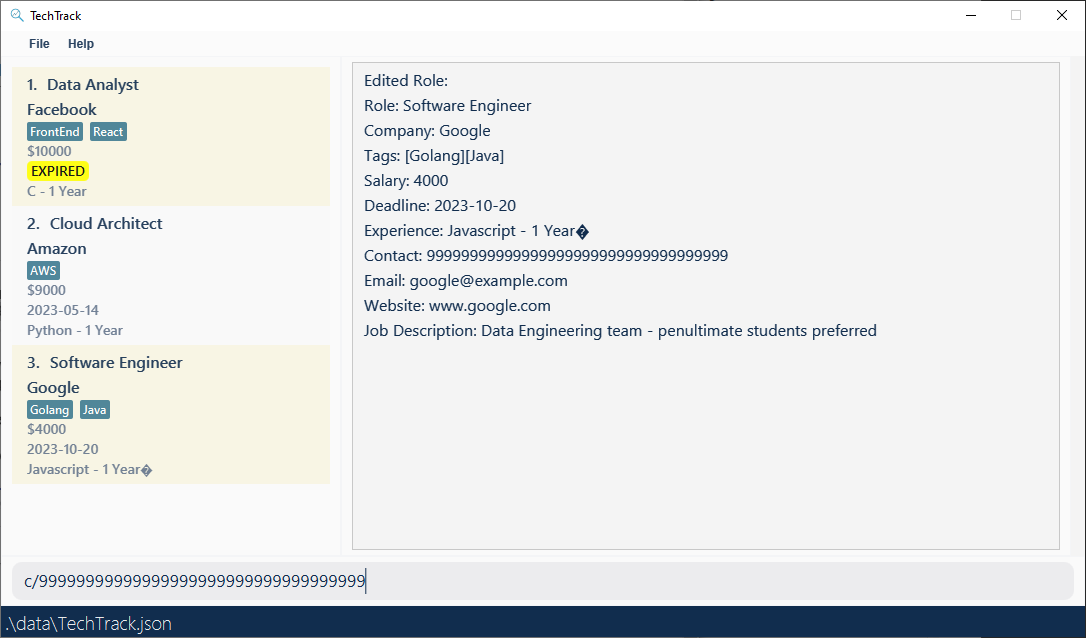 TechTrack
File Help
1. Data Analyst
Facebook
FrontEnd React
$10000
EXPIRED
C - 1 Year
2. Cloud Architect
Amazon
AWS
$9000
2023-05-14
Python - 1 Year
3. Software Engineer
Google
Golang Java
$4000
2023-10-20
Javascript - 1 Year�
Edited Role:
Role: Software Engineer
Company: Google
Tags: [Golang][Java]
Salary: 4000
Deadline: 2023-10-20
Experience: Javascript - 1 Year�
Contact: 99999999999999999999999999999999999
Email: google@example.com
Website: www.google.com
Job Description: Data Engineering team - penultimate students preferred
c/99999999999999999999999999999999999
.\data\TechTrack.json